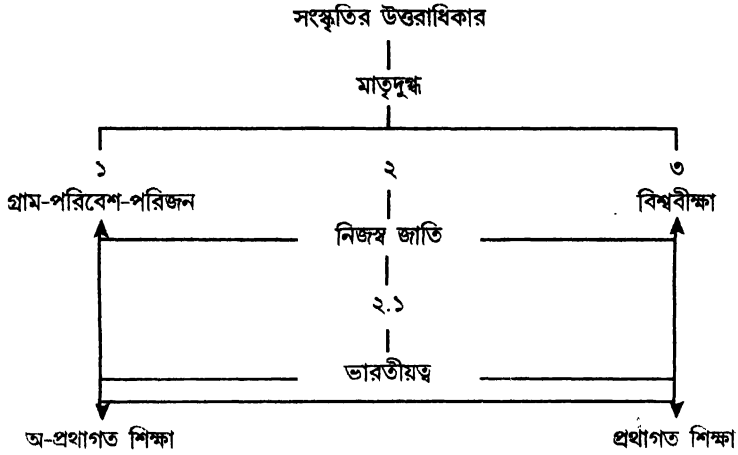 সংস্কৃতির উত্তরাধিকার
মাতৃদুগ্ধ
১ ২ ৩
গ্রাম-পরিবেশ-পরিজন বিশ্ববীক্ষা
নিজস্ব জাতি
২.১
ভারতীয়ত্ব
অ-প্রথাগত শিক্ষা প্রথাগত শিক্ষা